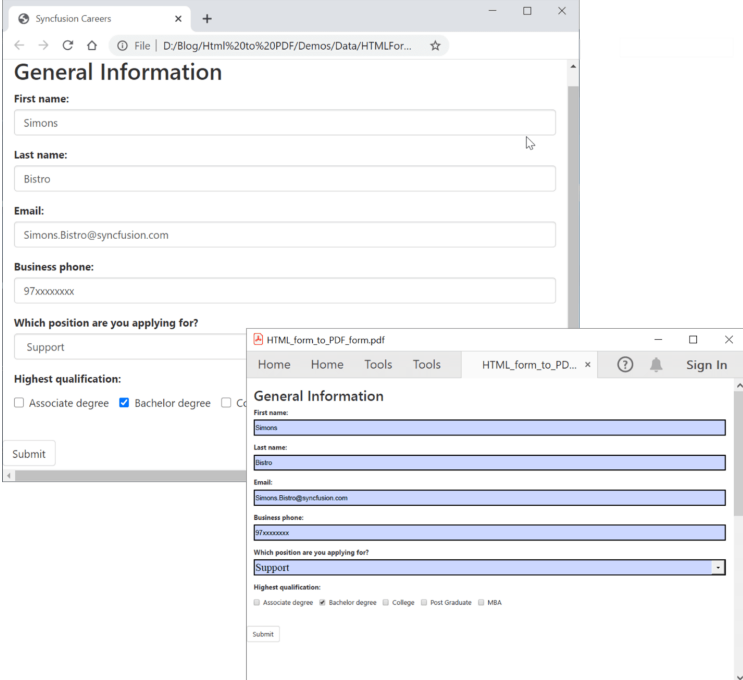 Syncfusion Careers
File | D:/Blog/Html%20to%20PDF/Demos/Data/HTMLFor...
General Information
First name:
Simons
Last name:
Bistro
Email:
Simons.Bistro@syncfusion.com
Business phone:
97xxxxxxxx
Which position are you applying for?
Support
Highest qualification:
Associate degree Bachelor degree
Submit
HTML_form_to_PDF_form.pdf
Home Home Tools Tools HTML_form_to_PD... Sign In
General Information
First name:
Simons
Last name:
Bistro
Email:
Simons.Bistro@syncfusion.com
Business phone:
97xxxxxxxx
Which position are you applying for?
Support
Highest qualification:
Associate degree Bachelor degree College Post Graduate MBA
Submit